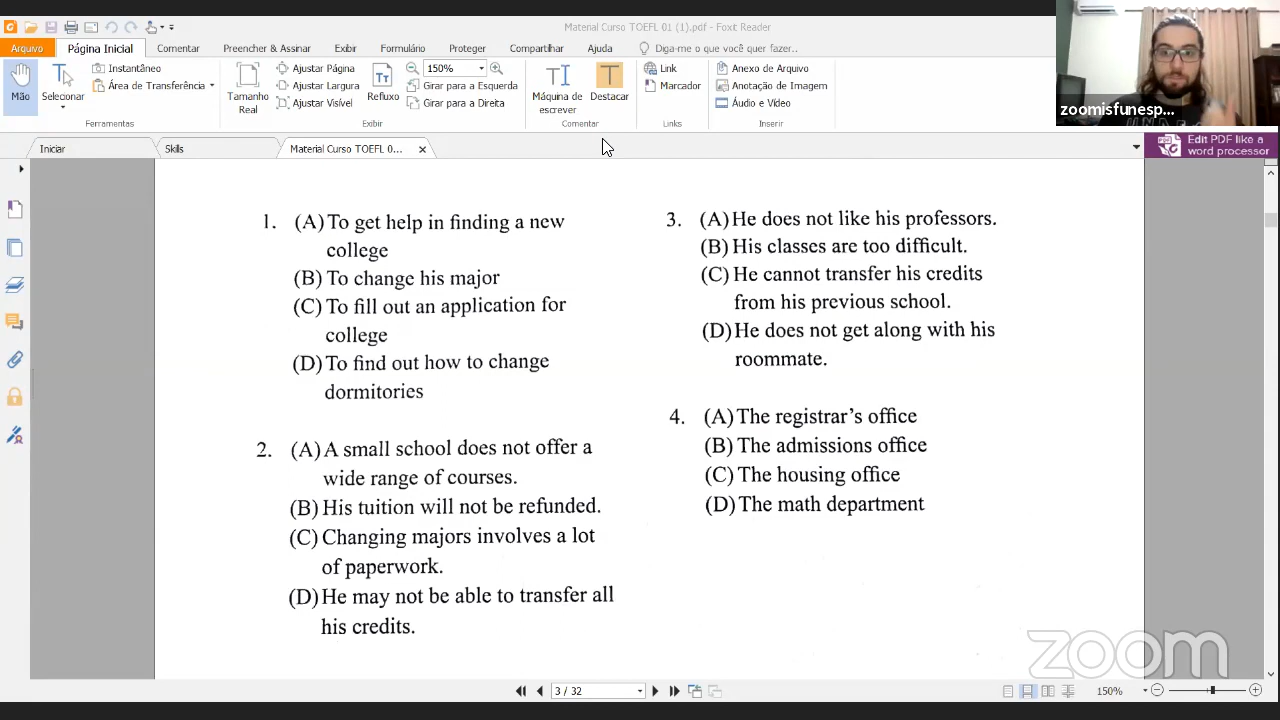 Material Curso TOEFL 01 (1).pdf - Foxit Reader
Arquivo
Página Inicial
Comentar
Preencher & Assinar
Exibir
Formulário
Proteger
Compartilhar
Ajuda
Diga-me o que você quer fazer..
Mão
Selecionar
Instantâneo
Área de Transferência
Ferramentas
Tamanho
Real
Ajustar Página
Ajustar Largura
Ajustar Visível
Refluxo
150%
Girar para a Esquerda
Girar para a Direita
Exibir
Máquina de
escrever
Destacar
Comentar
Link
Marcador
Links
Anexo de Arquivo
Anotação de Imagem
Áudio e Vídeo
Inserir
zoomisfunesp...
Iniciar
Skills
Material Curso TOEFL 0...
Edit PDF like a
word processor
1. (A) To get help in finding a new
college
(B) To change his major
(C) To fill out an application for
college
(D) To find out how to change
dormitories
2. (A) A small school does not offer a
wide range of courses.
(B) His tuition will not be refunded.
(C) Changing majors involves a lot
of paperwork.
(D) He may not be able to transfer all
his credits.
3. (A) He does not like his professors.
(B) His classes are too difficult.
(C) He cannot transfer his credits
from his previous school.
(D) He does not get along with his
roommate.
4. (A) The registrar's office
(B) The admissions office
(C) The housing office
(D) The math department
zoom
3 / 32
150%